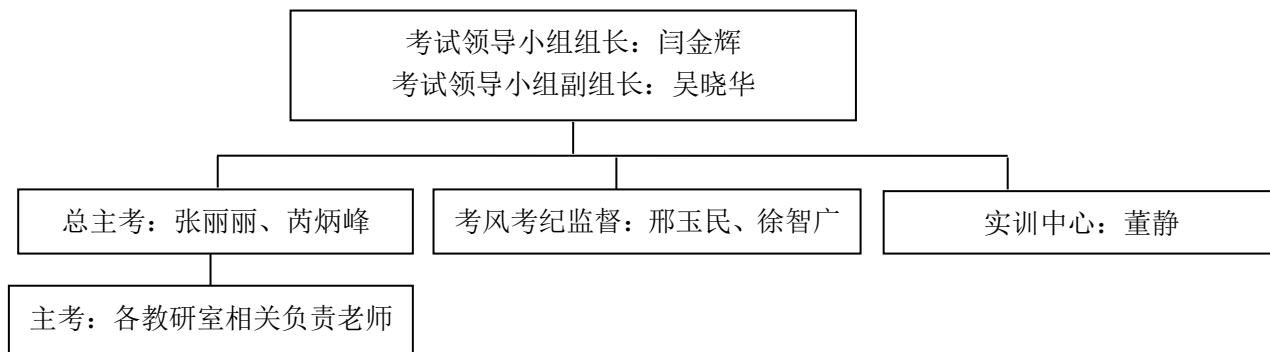 考试领导小组组长：闫金辉
考试领导小组副组长：吴晓华
总主考：张丽丽、芮炳峰
考风考纪监督：邢玉民、徐智广
实训中心：董静
主考：各教研室相关负责老师